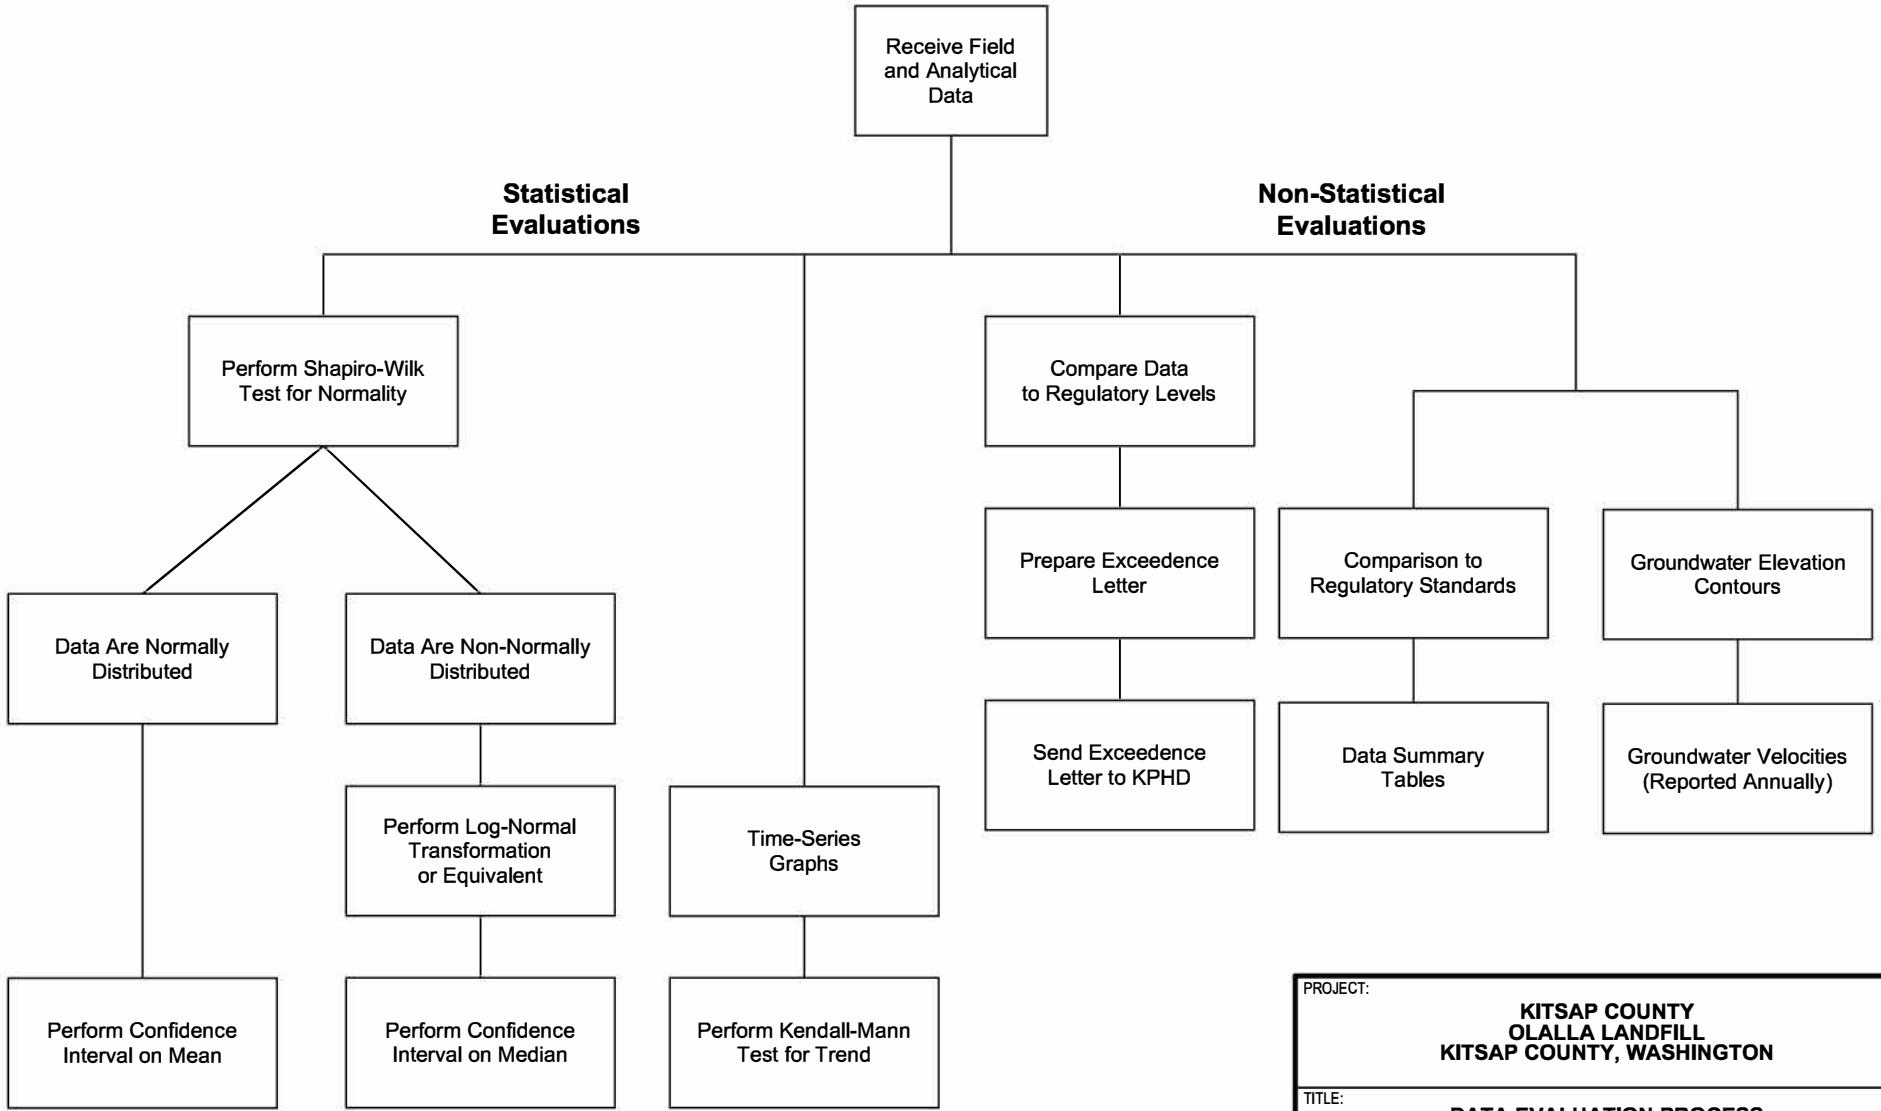 Receive Field
and Analytical
Data
Statistical
Evaluations
Non-Statistical
Evaluations
Perform Shapiro-Wilk
Test for Normality
Compare Data
to Regulatory Levels
Prepare Exceedence
Letter
Comparison to
Regulatory Standards
Groundwater Elevation
Contours
Data Are Normally
Distributed
Data Are Non-Normally
Distributed
Send Exceedence
Letter to KPHD
Data Summary
Tables
Groundwater Velocities
(Reported Annually)
Perform Log-Normal
Transformation
or Equivalent
Time-Series
Graphs
Perform Confidence
Interval on Mean
Perform Confidence
Interval on Median
Perform Kendall-Mann
Test for Trend
PROJECT:
KITSAP COUNTY
OLALLA LANDFILL
KITSAP COUNTY, WASHINGTON
TITLE:
DATA EVALUATION PROCESS